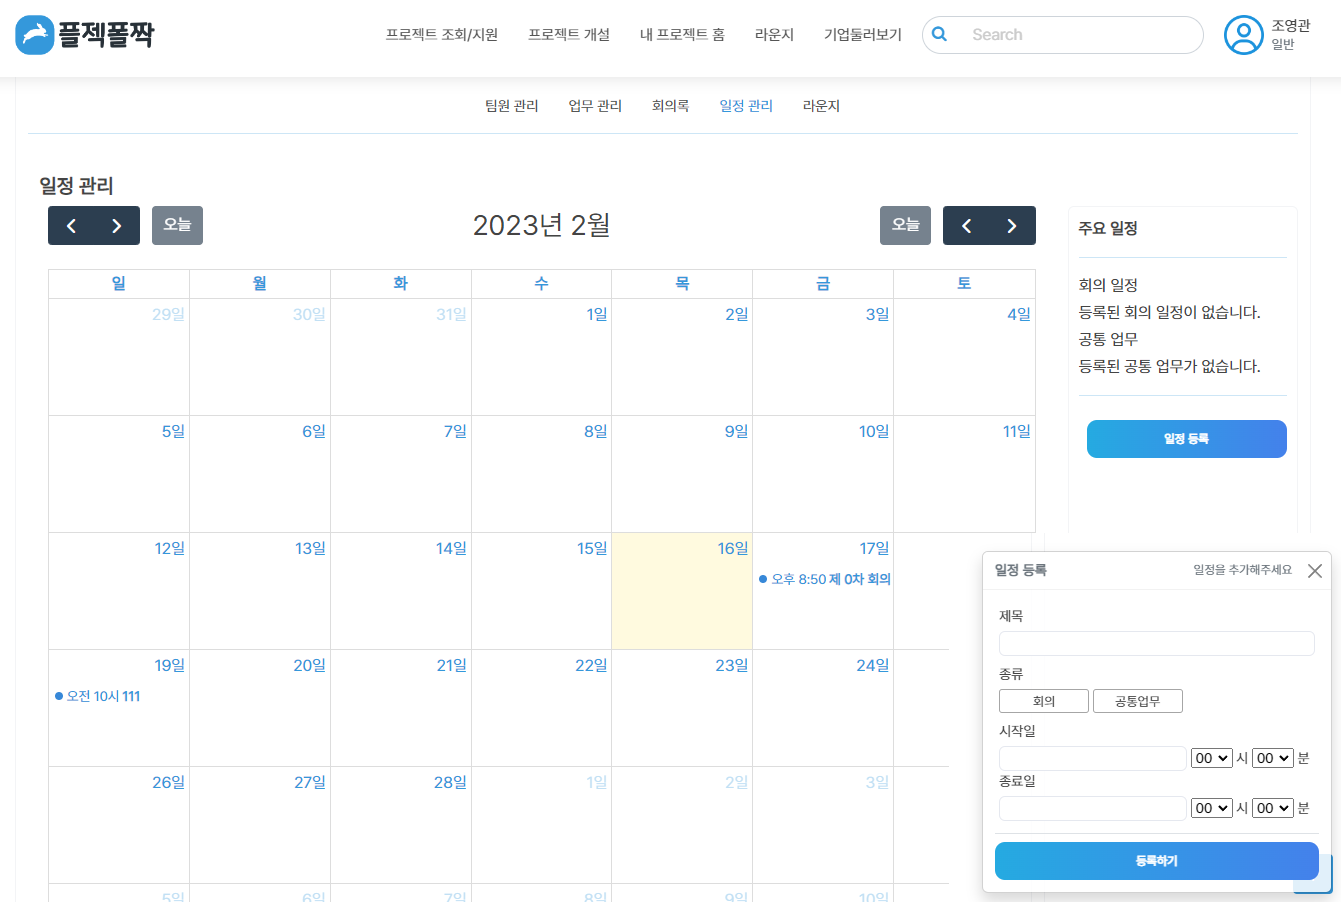 플젝폴짝
프로젝트 조회/지원 프로젝트 개설 내 프로젝트 홈 라운지 기업둘러보기 Search 조영관
일반
팀원 관리 업무 관리 회의록 일정 관리 라운지
일정 관리
오늘 2023년 2월 오늘
일 월 화 수 목 금 토
29일 30일 31일 1일 2일 3일 4일
5일 6일 7일 8일 9일 10일 11일
12일 13일 14일 15일 16일 17일
오후 8:50 제 0차 회의
19일 20일 21일 22일 23일 24일
오전 10시 111
26일 27일 28일 1일 2일 3일
5일 6일 7일 8일 9일 10일
주요 일정
회의 일정
등록된 회의 일정이 없습니다.
공통 업무
등록된 공통 업무가 없습니다.
일정 등록
일정 등록 일정을 추가해주세요
제목
종류
회의 공통업무
시작일
00 시 00 분
종료일
00 시 00 분
등록하기